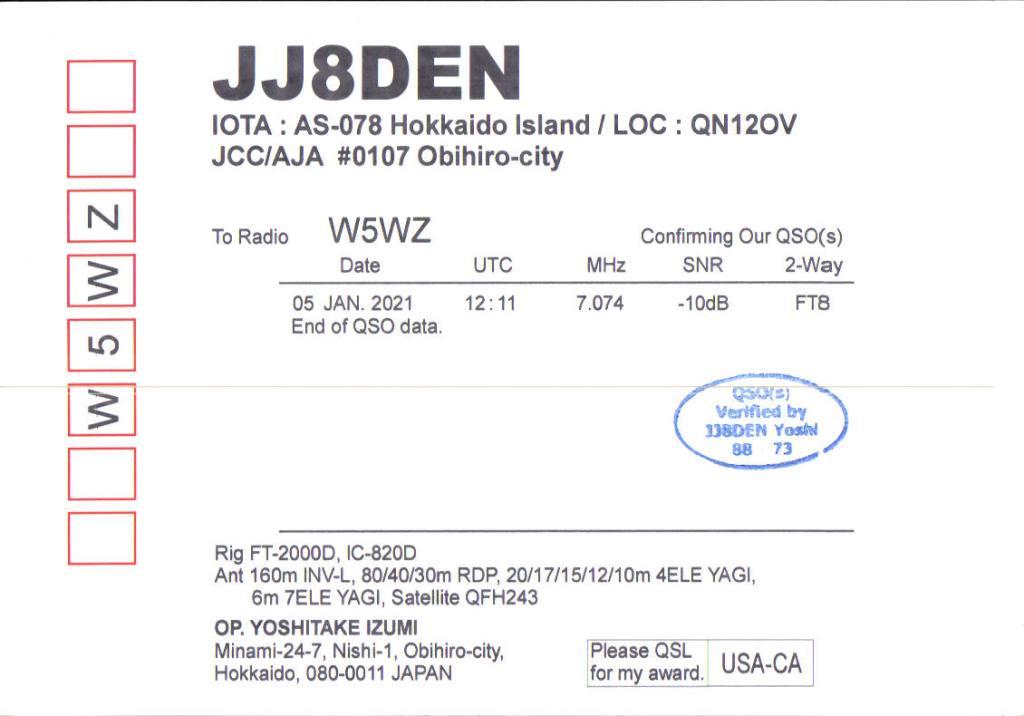 JJ8DEN
IOTA : AS-078 Hokkaido Island / LOC : QN12OV
JCC/AJA #0107 Obihiro-city
W5WZ
To Radio W5WZ Confirming Our QSO(s)
Date UTC MHz SNR 2-Way
05 JAN. 2021 12:11 7.074 -10dB FT8
End of QSO data.
QSO(s)
Verified by
JJ8DEN Yoshi
88 73
Rig FT-2000D, IC-820D
Ant 160m INV-L, 80/40/30m RDP, 20/17/15/12/10m 4ELE YAGI,
6m 7ELE YAGI, Satellite QFH243
OP. YOSHITAKE IZUMI
Minami-24-7, Nishi-1, Obihiro-city,
Hokkaido, 080-0011 JAPAN
Please QSL
for my award.
USA-CA